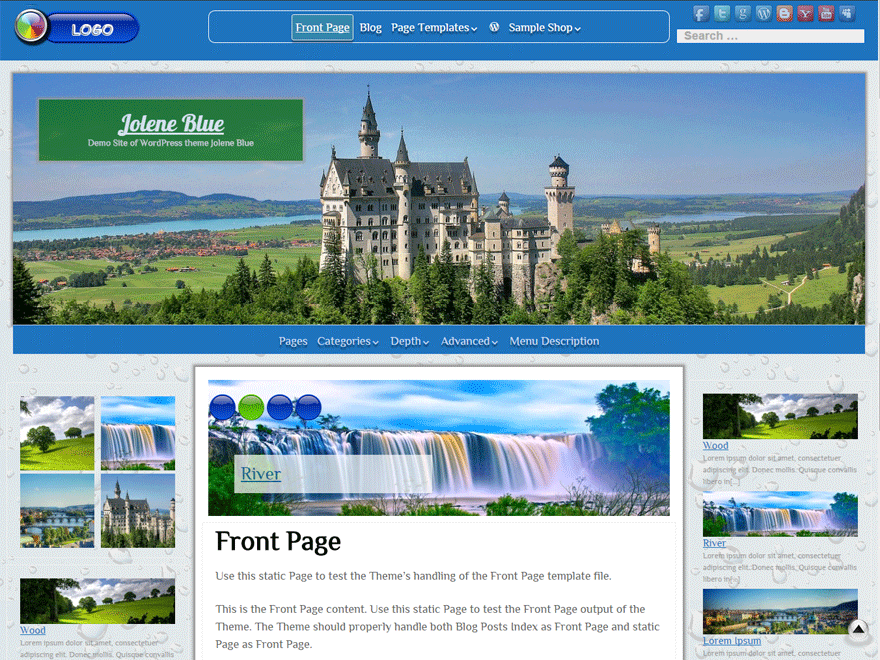 LOGO
Front Page Blog Page Templates Sample Shop
Search ...
Jolene Blue
Demo Site of WordPress theme Jolene Blue
Pages Categories Depth Advanced Menu Description
River
Front Page
Use this static Page to test the Theme's handling of the Front Page template file.
This is the Front Page content. Use this static Page to test the Front Page output of the
Theme. The Theme should properly handle both Blog Posts Index as Front Page and static
Page as Front Page.
Wood
Lorem ipsum dolor sit amet, consectetuer
adipiscing elit. Donec mollis. Quisque convallis
Wood
Lorem ipsum dolor sit amet, consectetuer
adipiscing elit. Donec mollis. Quisque convallis
libero in[...]
River
Lorem ipsum dolor sit amet, consectetuer
adipiscing elit. Donec mollis. Quisque convallis
libero in[...]
Lorem Ipsum
Lorem ipsum dolor sit amet, consectetuer